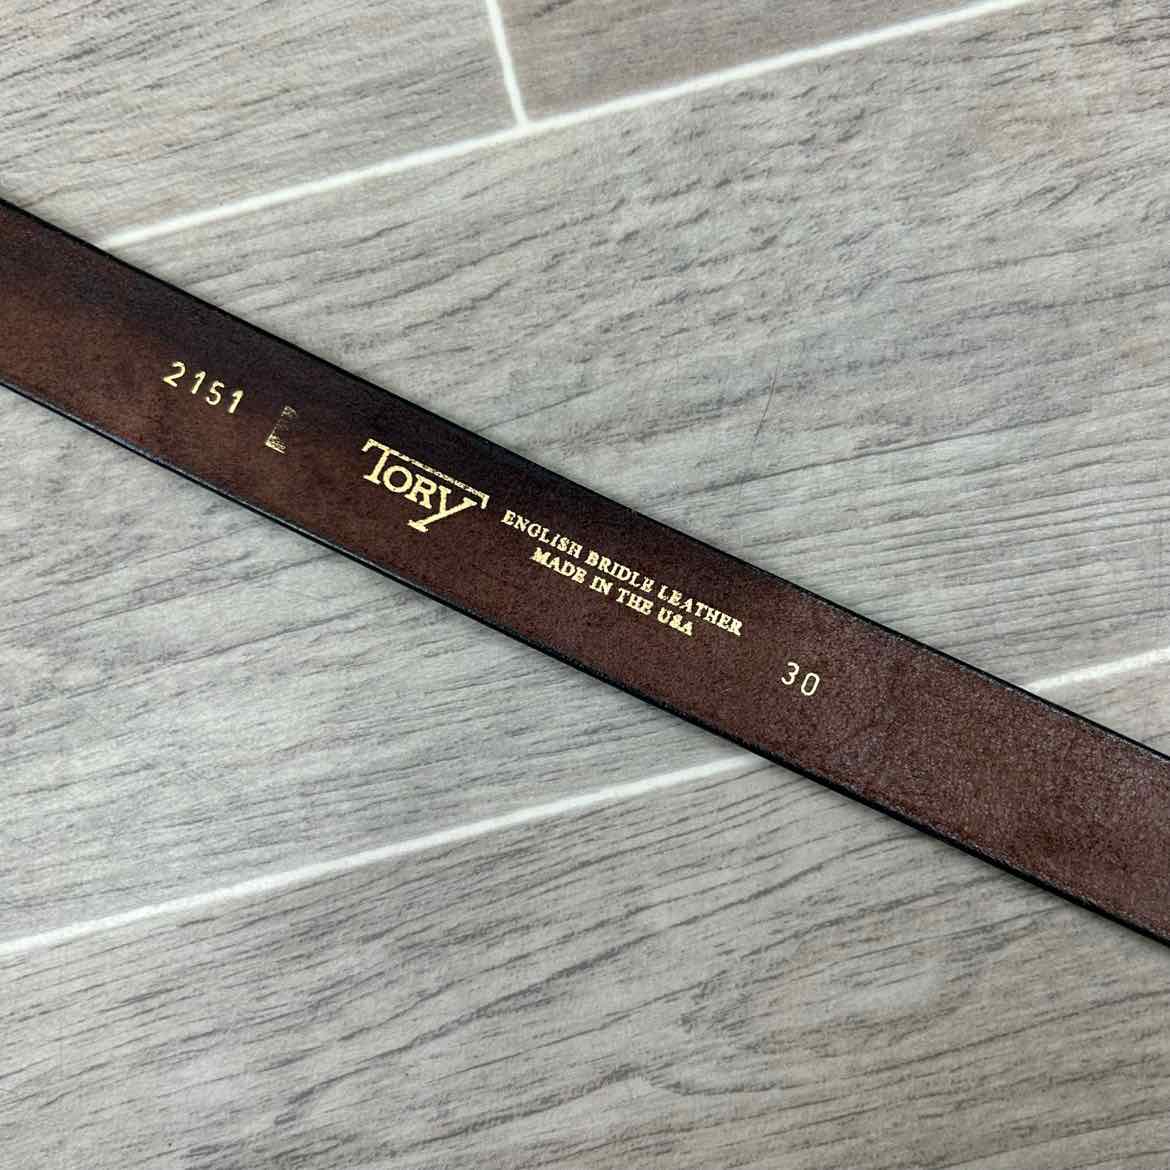 2151
TORY
ENGLISH BRIDLE LEATHER
MADE IN THE USA
30